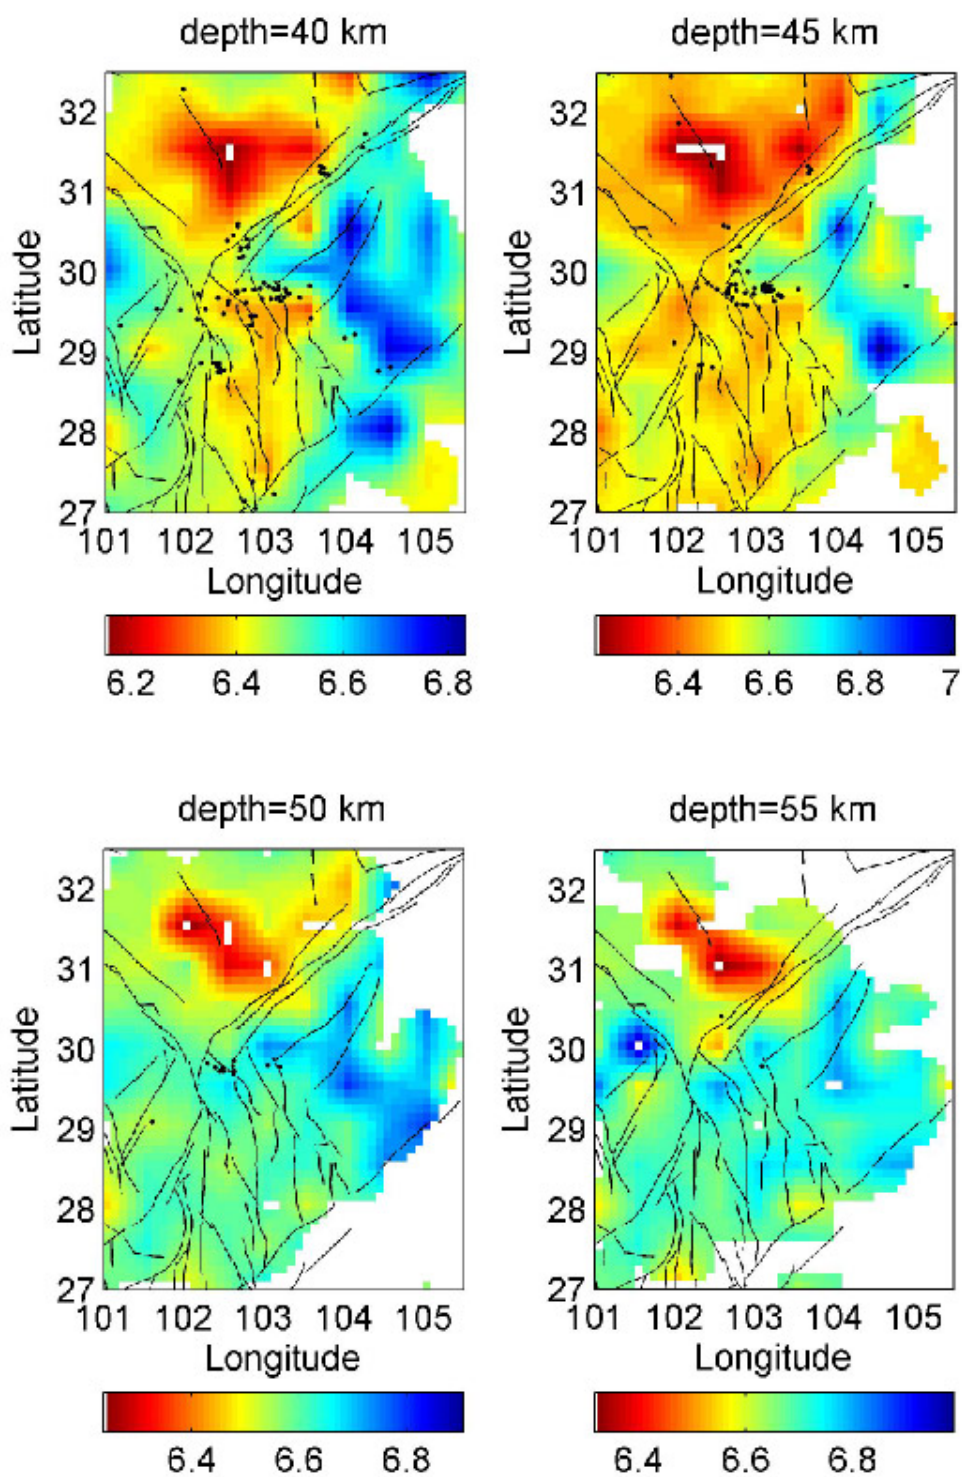 depth=40 km
depth=45 km
Latitude
32
31
30
29
28
27
101 102 103 104 105
Longitude
6.2 6.4 6.6 6.8
Latitude
32
31
30
29
28
27
101 102 103 104 105
Longitude
6.4 6.6 6.8 7
depth=50 km
depth=55 km
Latitude
32
31
30
29
28
27
101 102 103 104 105
Longitude
6.4 6.6 6.8
Latitude
32
31
30
29
28
27
101 102 103 104 105
Longitude
6.4 6.6 6.8